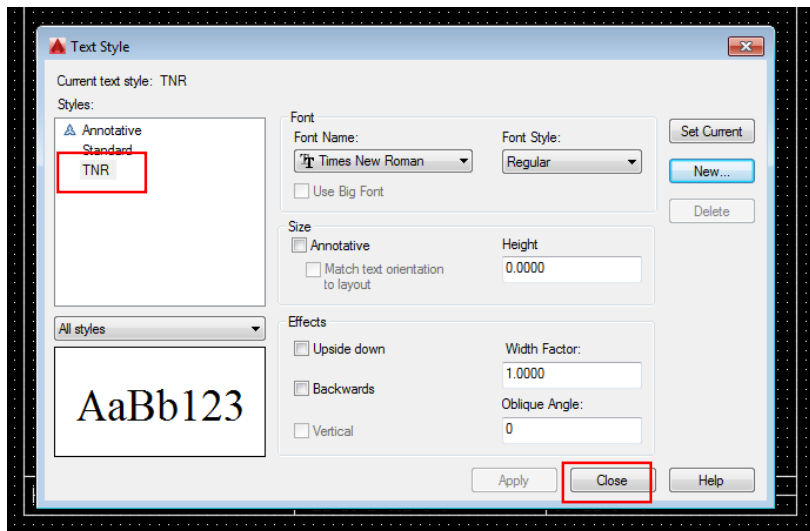 Text Style
Current text style: TNR
Styles:
Annotative
Standard
TNR
All styles
AaBb123
Font
Font Name:
Times New Roman
Use Big Font
Font Style:
Regular
Size
Annotative
Match text orientation
to layout
Height
0.0000
Effects
Upside down
Backwards
Vertical
Width Factor:
1.0000
Oblique Angle:
0
Set Current
New...
Delete
Apply
Close
Help